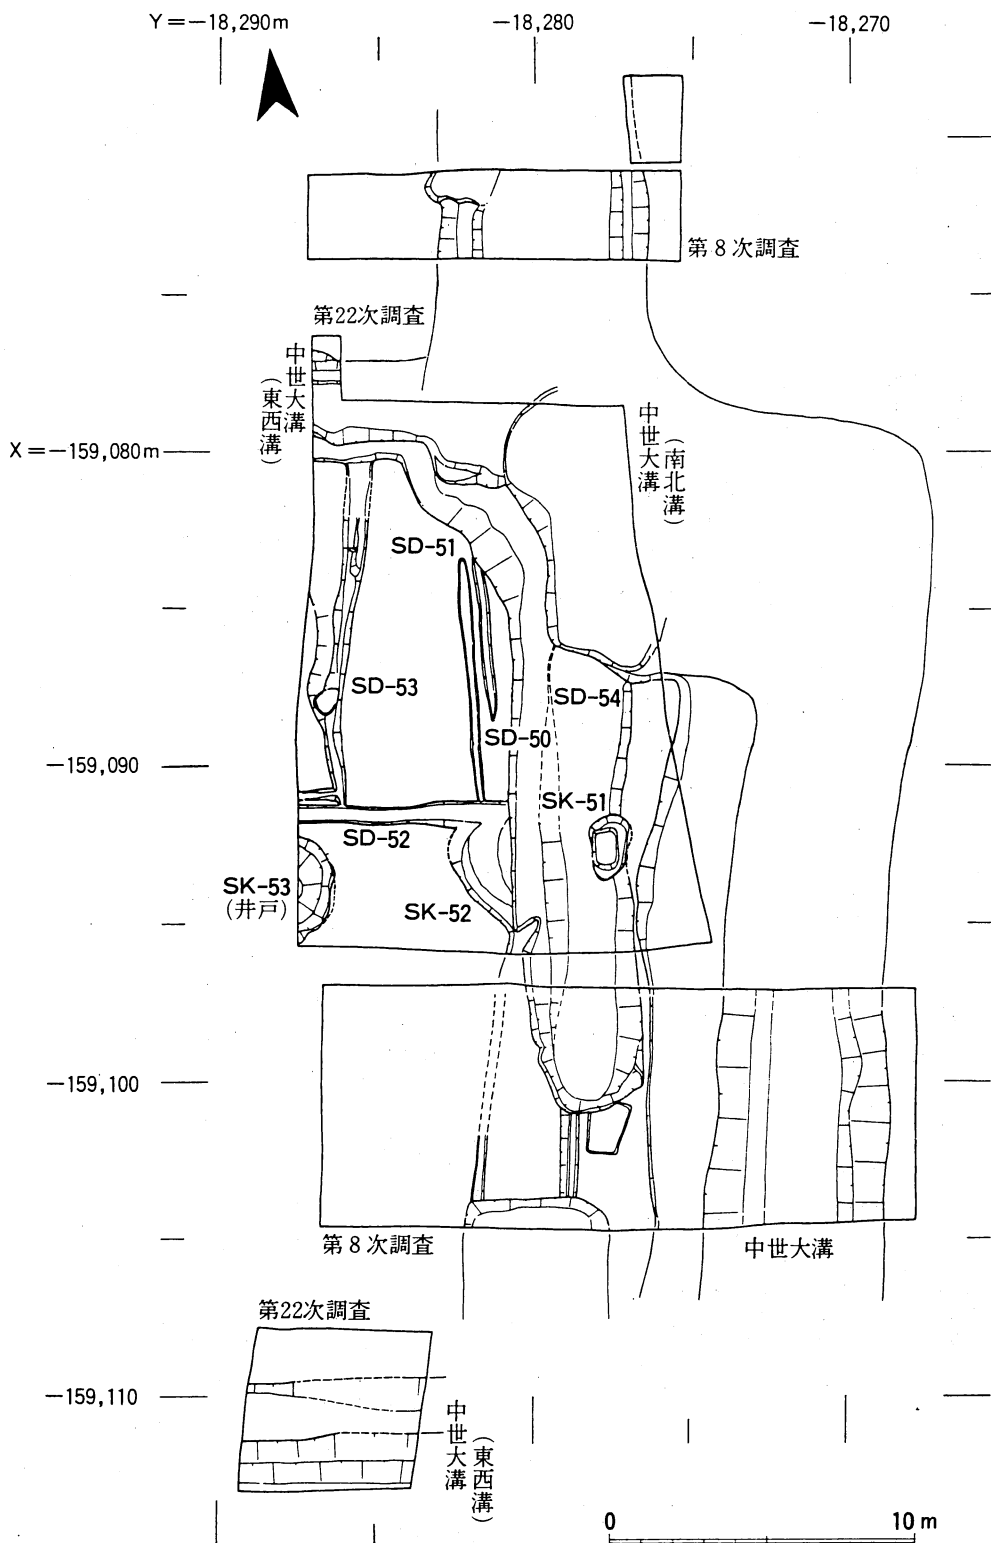 Y＝−18,290m
−18,280
−18,270
第８次調査
第22次調査
中世大溝
（東西溝）
中世大溝
（南北溝）
X＝−159,080m
SD-51
SD-53
SD-54
SD-50
−159,090
SK-51
SD-52
SK-53
（井戸）
SK-52
−159,100
第８次調査
中世大溝
第22次調査
−159,110
中世大溝
（東西溝）
0
10 m